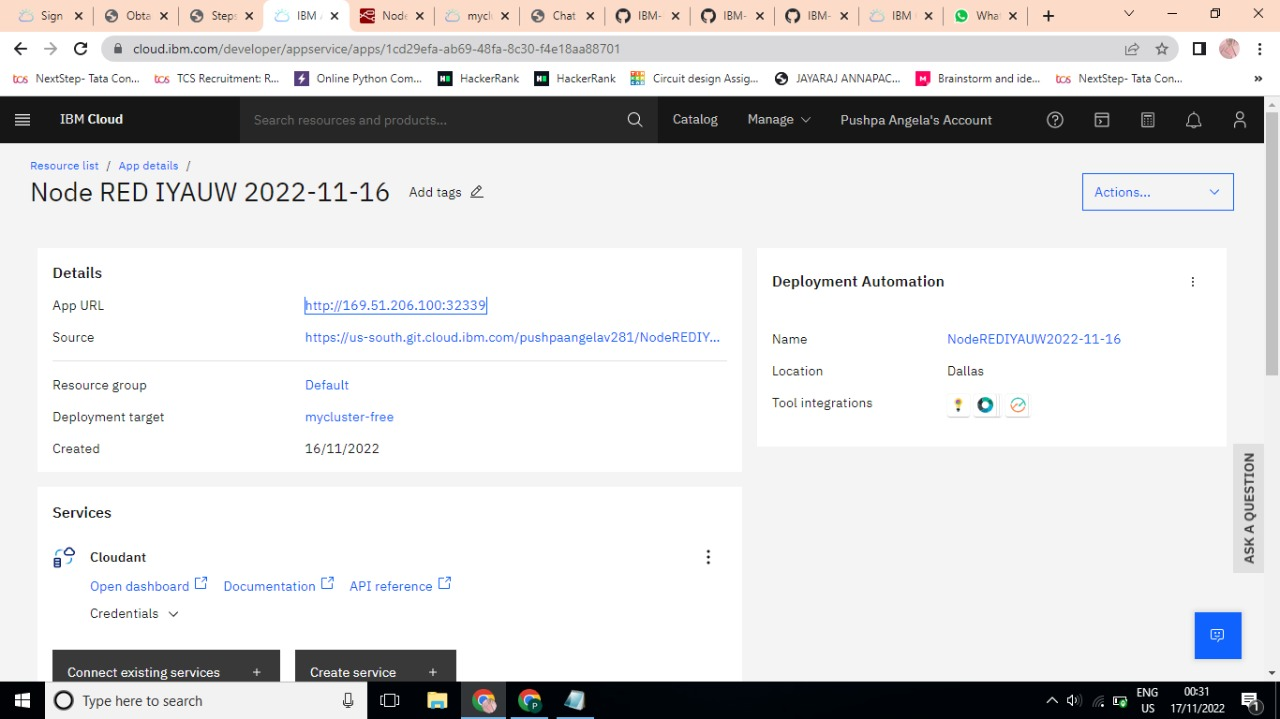 Sign
Obta
Steps
IBM
Node
myclu
Chat
IBM-
IBM-
IBM-
IBM
What
cloud.ibm.com/developer/appservice/apps/1cd29efa-ab69-48fa-8c30-f4e18aa88701
NextStep- Tata Con...
TCS Recruitment: R...
Online Python Com...
HackerRank
HackerRank
Circuit design Assig...
JAYARAJ ANNAPAC...
Brainstorm and ide...
NextStep- Tata Con...
IBM Cloud
Search resources and products...
Catalog
Manage
Pushpa Angela's Account
Resource list / App details /
Node RED IYAUW 2022-11-16
Add tags
Actions...
Details
App URL http://169.51.206.100:32339
Source https://us-south.git.cloud.ibm.com/pushpaangelav281/NodeREDIY...
Resource group Default
Deployment target mycluster-free
Created 16/11/2022
Deployment Automation
Name NodeREDIYAUW2022-11-16
Location Dallas
Tool integrations
Services
Cloudant
Open dashboard Documentation API reference
Credentials
Connect existing services +
Create service +
ASK A QUESTION
Type here to search
ENG
US
00:31
17/11/2022
1